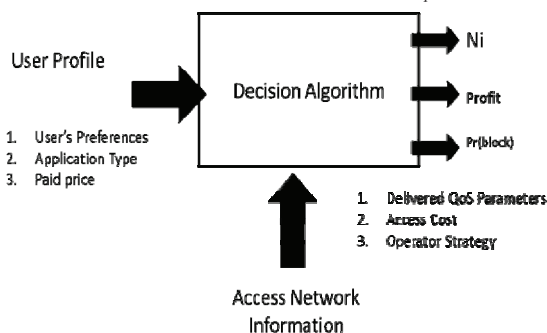 User Profile
1. User's Preferences
2. Application Type
3. Paid price
Decision Algorithm
Ni
Profit
Pr(block)
1. Delivered QoS Parameters
2. Access Cost
3. Operator Strategy
Access Network
Information